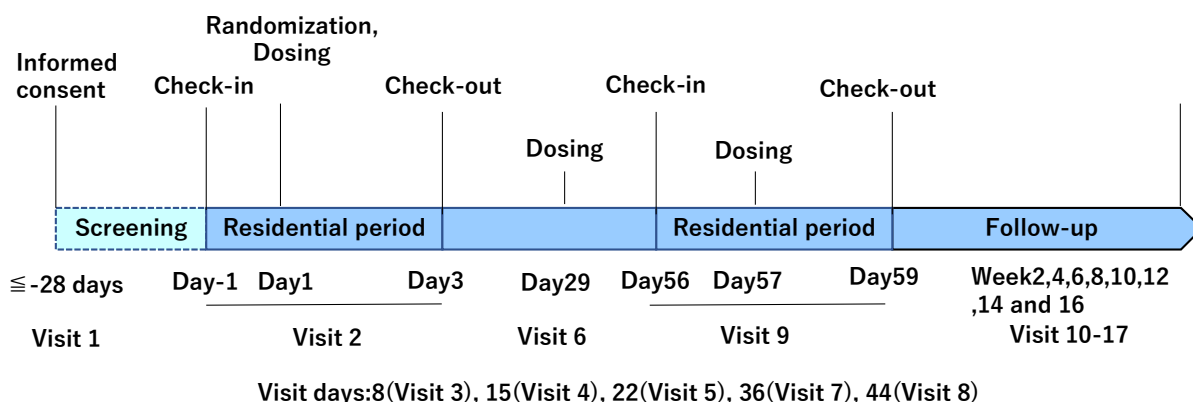 Randomization,
Dosing
Informed
consent
Check-in
Check-out
Check-in
Check-out
Dosing
Dosing
Screening
Residential period
Residential period
Follow-up
≦-28 days
Day-1
Day1
Day3
Day29
Day56
Day57
Day59
Week2,4,6,8,10,12
,14 and 16
Visit 1
Visit 2
Visit 6
Visit 9
Visit 10-17
Visit days:8(Visit 3), 15(Visit 4), 22(Visit 5), 36(Visit 7), 44(Visit 8)